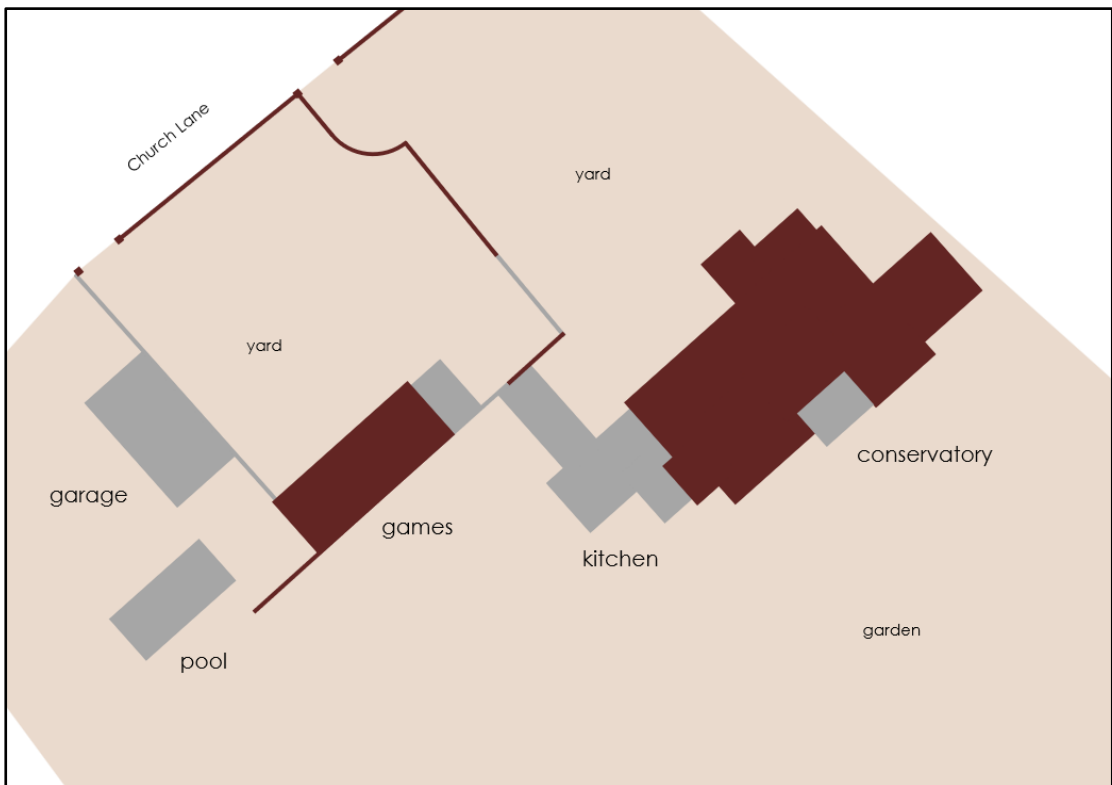 Church Lane
yard
yard
conservatory
garage
games
kitchen
garden
pool